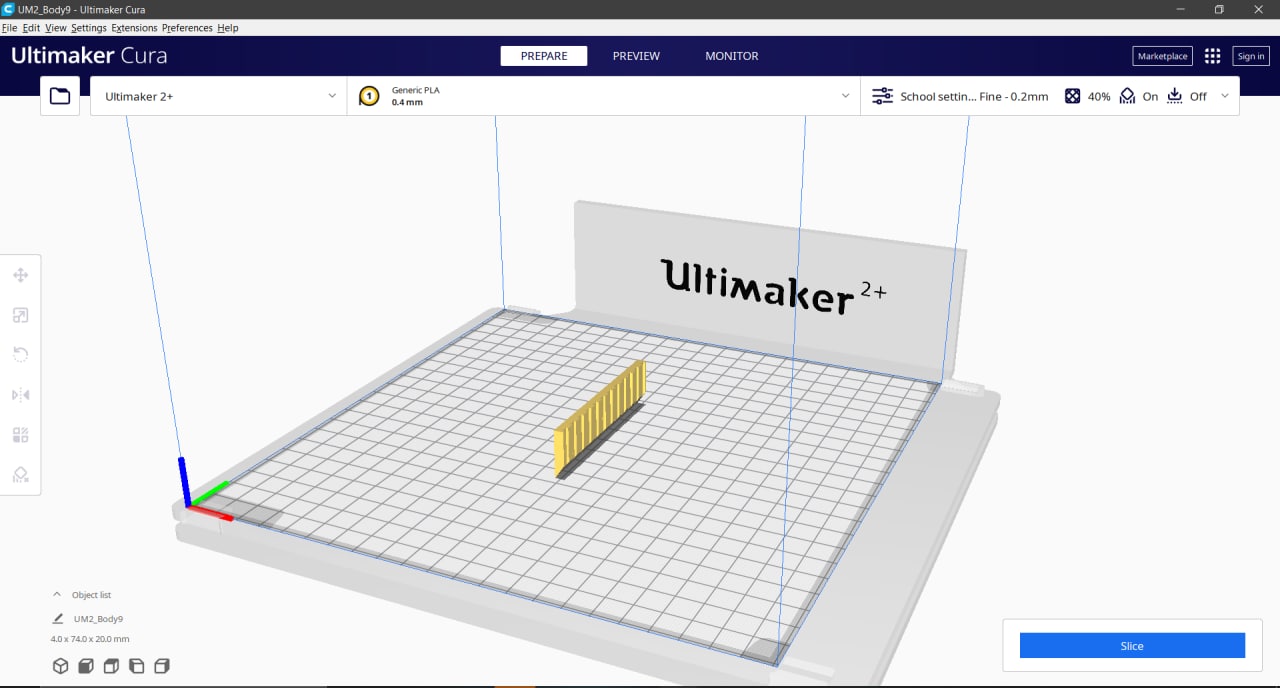 UM2_Body9 - Ultimaker Cura
File Edit View Settings Extensions Preferences Help
Ultimaker Cura
PREPARE
PREVIEW
MONITOR
Marketplace
Sign in
Ultimaker 2+
1
Generic PLA
0.4 mm
School settin... Fine - 0.2mm
40%
On
Off
Ultimaker 2+
Object list
UM2_Body9
4.0 x 74.0 x 20.0 mm
Slice